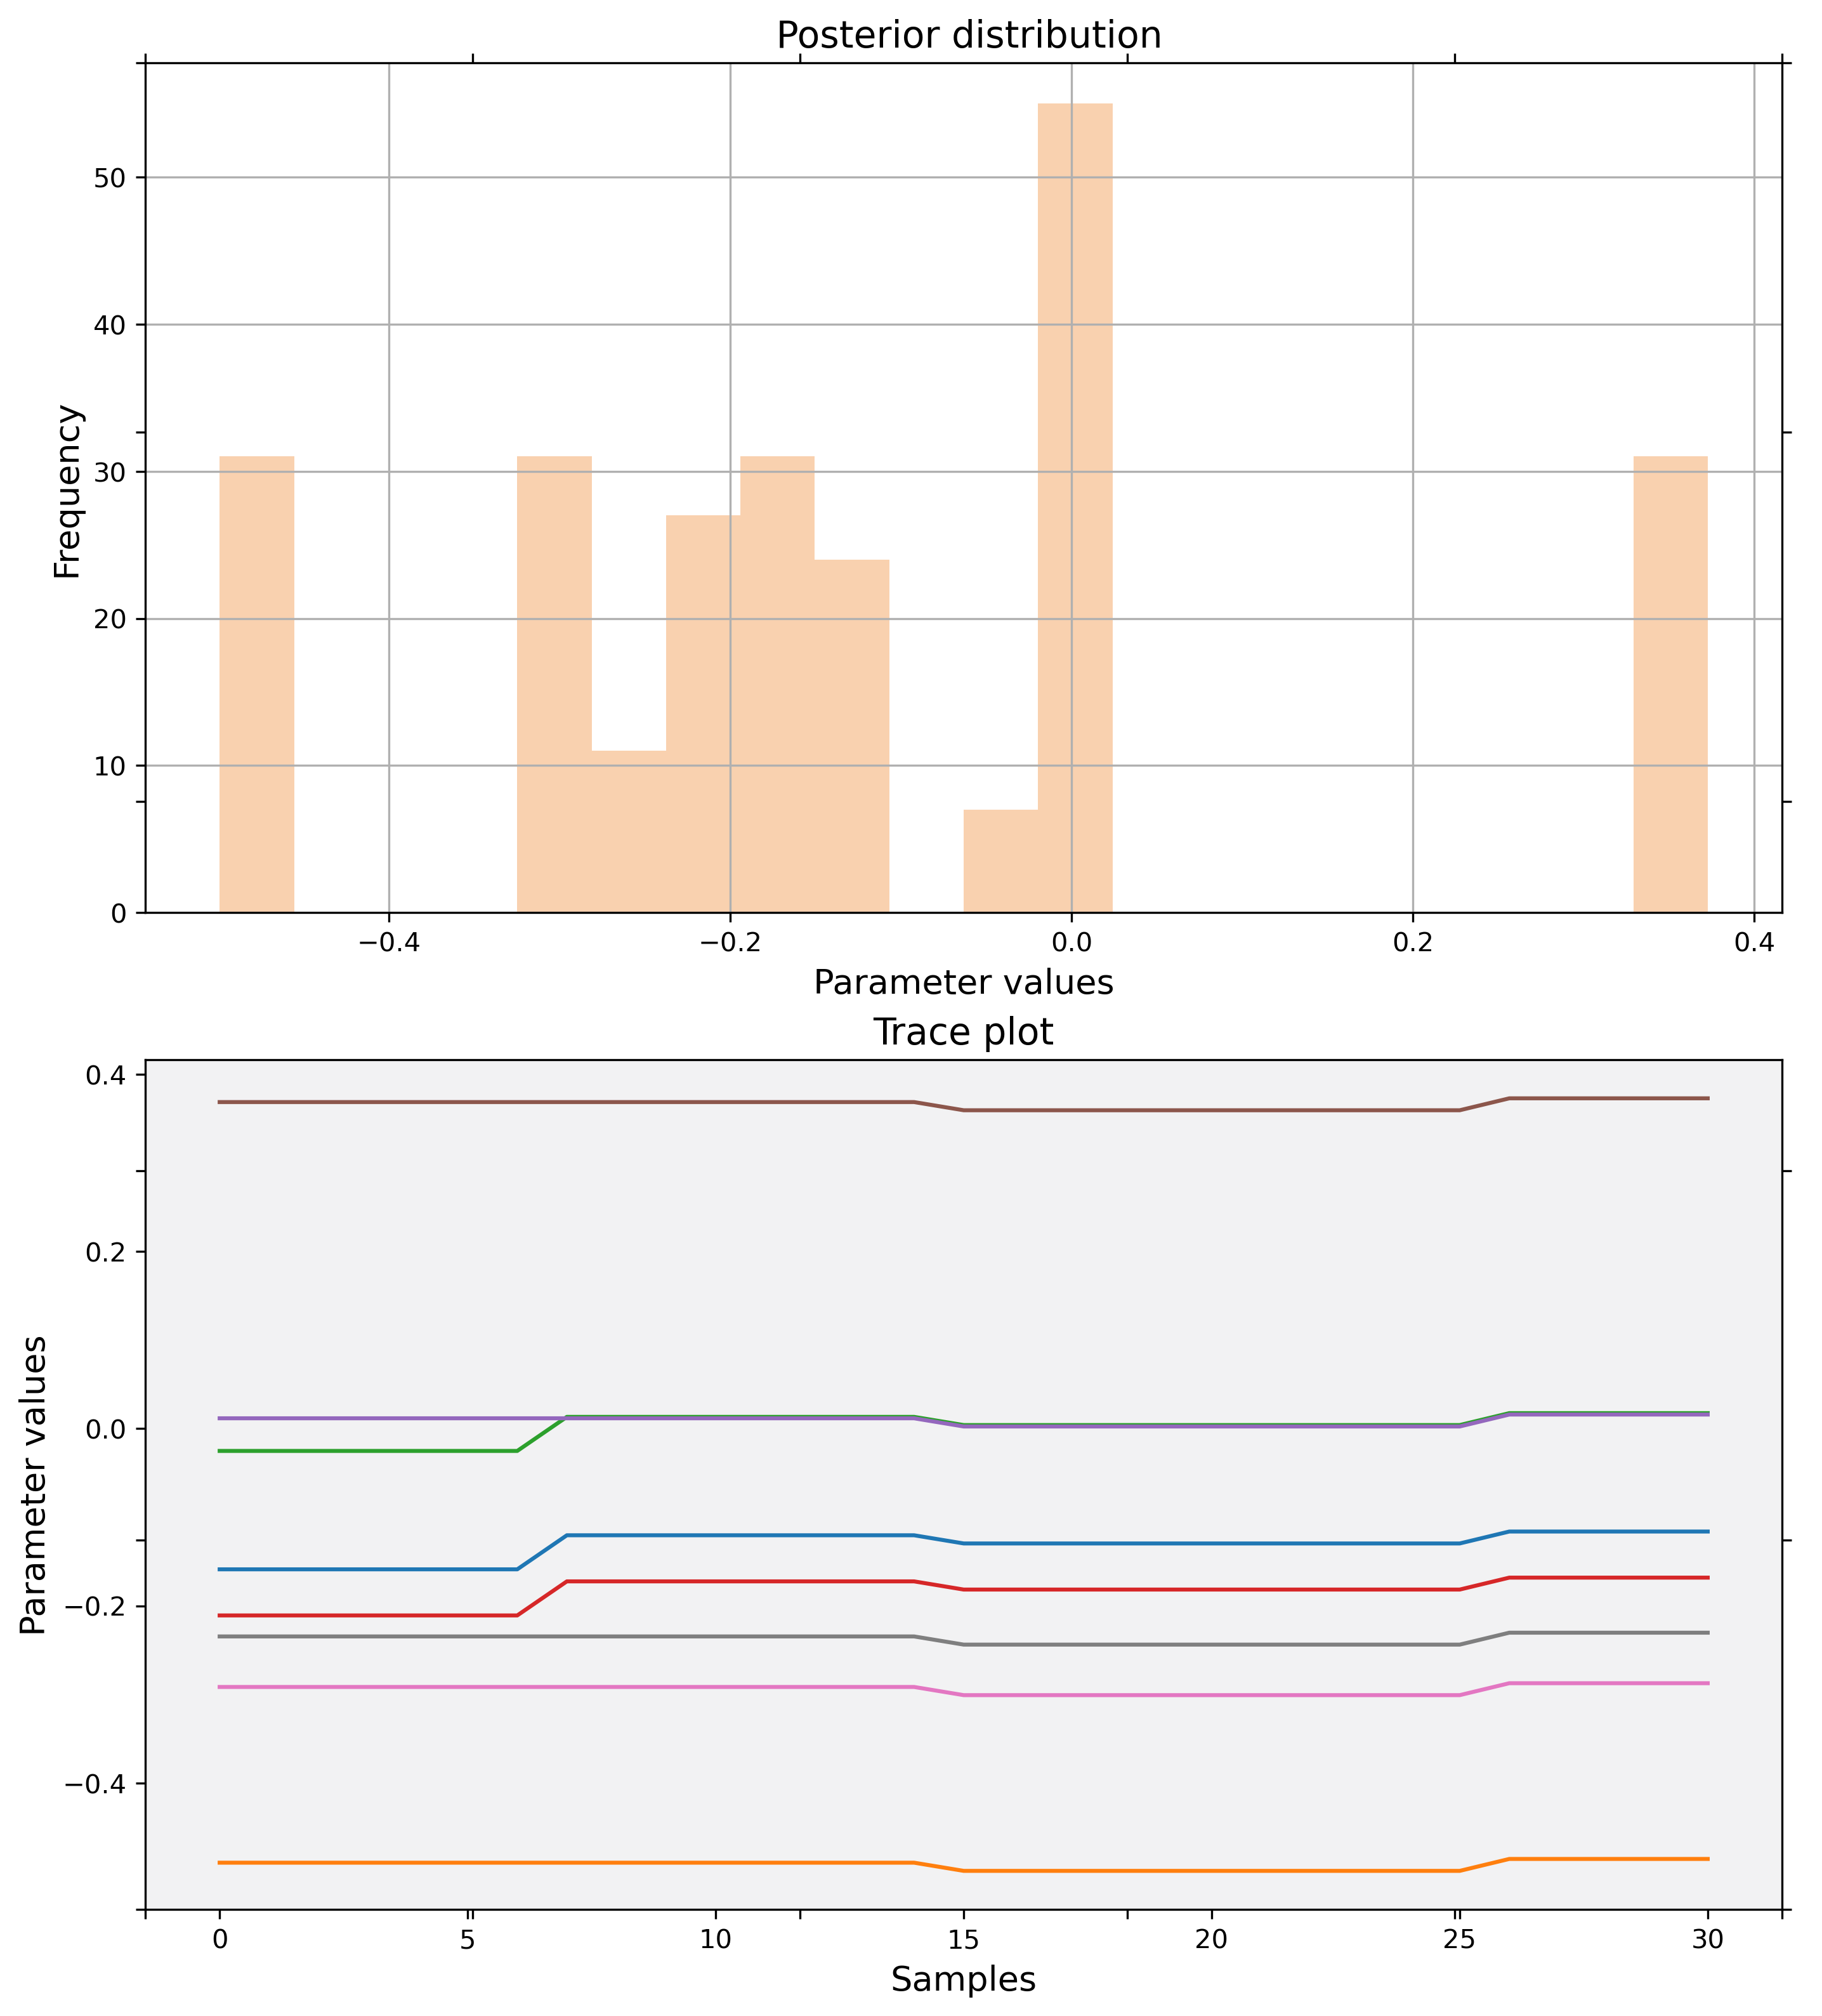 Posterior distribution
50
40
30
20
10
0
Frequency
−0.4 −0.2 0.0 0.2 0.4
Parameter values
Trace plot
0.4
0.2
0.0
−0.2
−0.4
Parameter values
0 5 10 15 20 25 30
Samples